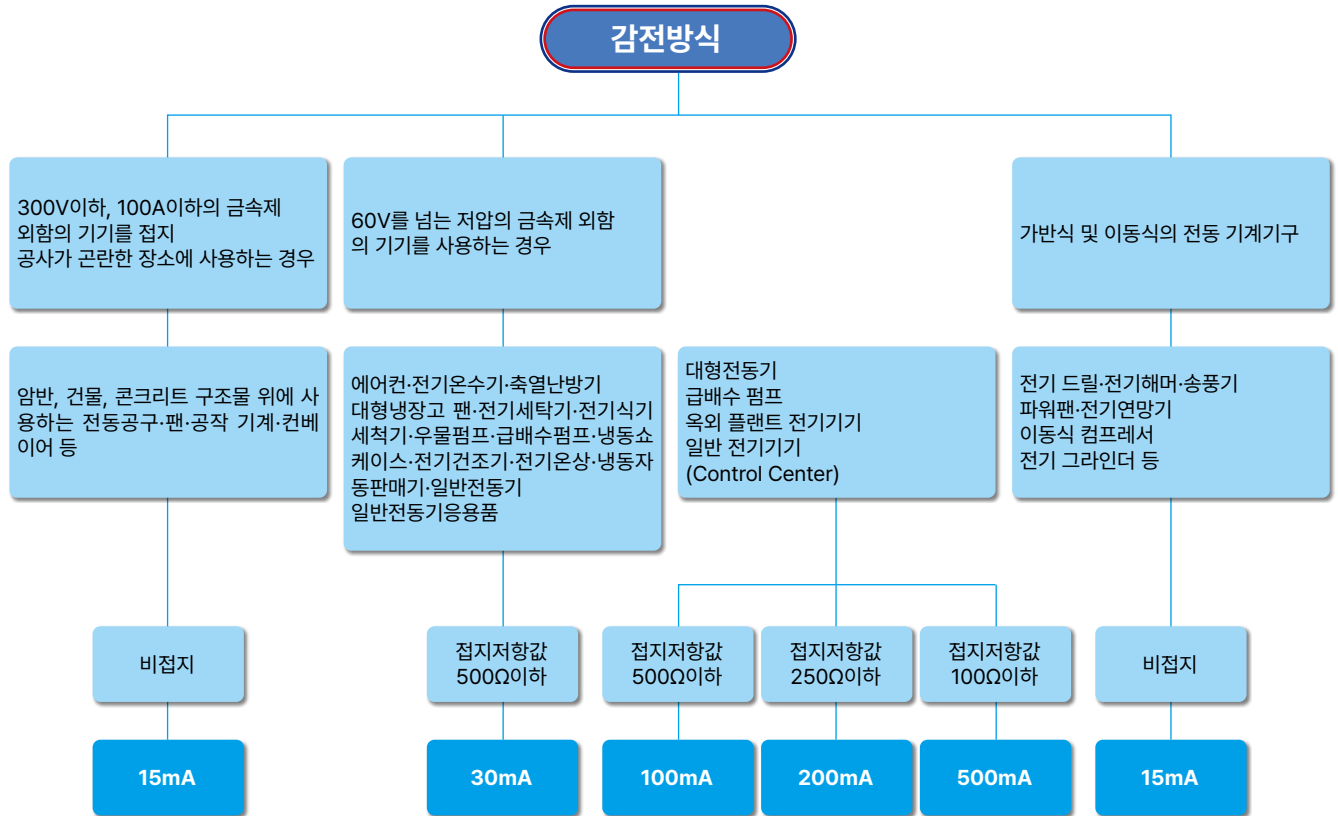 감전방식
300V이하, 100A이하의 금속제
외함의 기기를 접지
공사가 곤란한 장소에 사용하는 경우
60V를 넘는 저압의 금속제 외함
의 기기를 사용하는 경우
가반식 및 이동식의 전동 기계기구
암반, 건물, 콘크리트 구조물 위에 사
용하는 전동공구·팬·공작 기계·컨베
이어 등
에어컨·전기온수기·축열난방기
대형냉장고 팬·전기세탁기·전기식기
세척기·우물펌프·급배수펌프·냉동쇼
케이스·전기건조기·전기온상·냉동자
동판매기·일반전동기
일반전동기응용품
대형전동기
급배수 펌프
옥외 플랜트 전기기기
일반 전기기기
(Control Center)
전기 드릴·전기해머·송풍기
파워팬·전기연망기
이동식 컴프레서
전기 그라인더 등
비접지
접지저항값
500Ω이하
접지저항값
500Ω이하
접지저항값
250Ω이하
접지저항값
100Ω이하
비접지
15mA
30mA
100mA
200mA
500mA
15mA